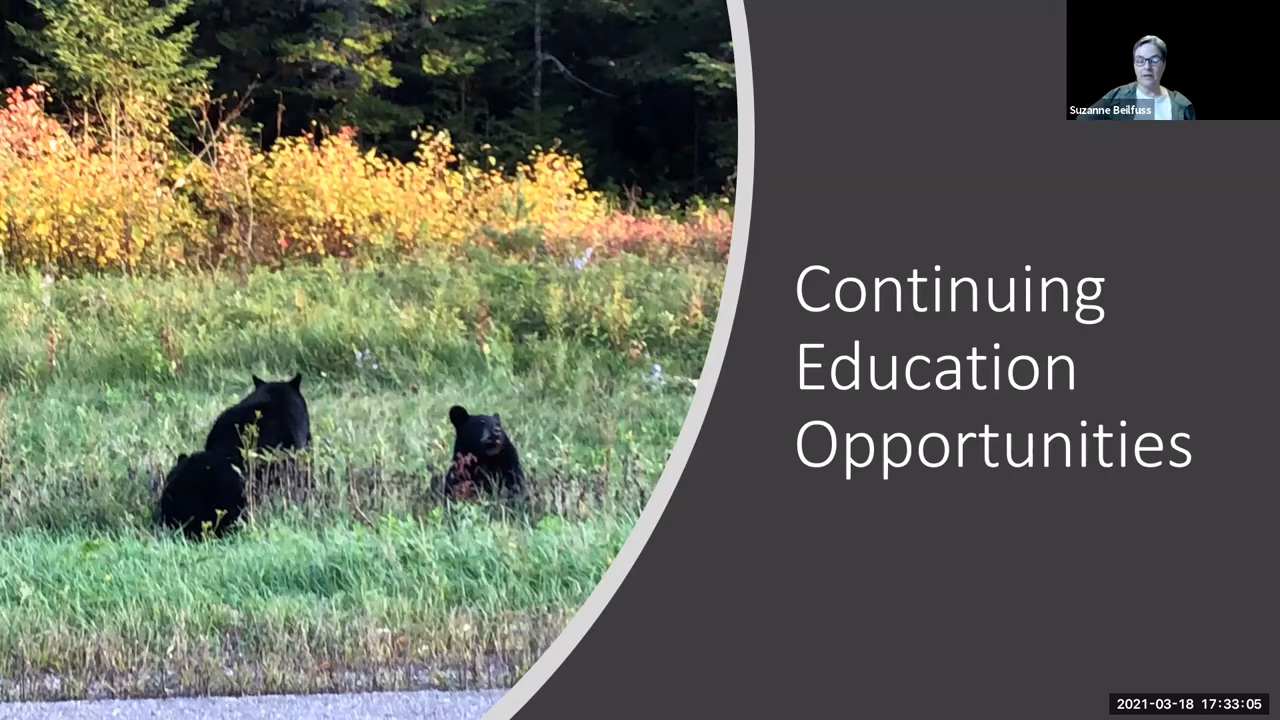 Suzanne Beilfuss
Continuing
Education
Opportunities
2021-03-18 17:33:05